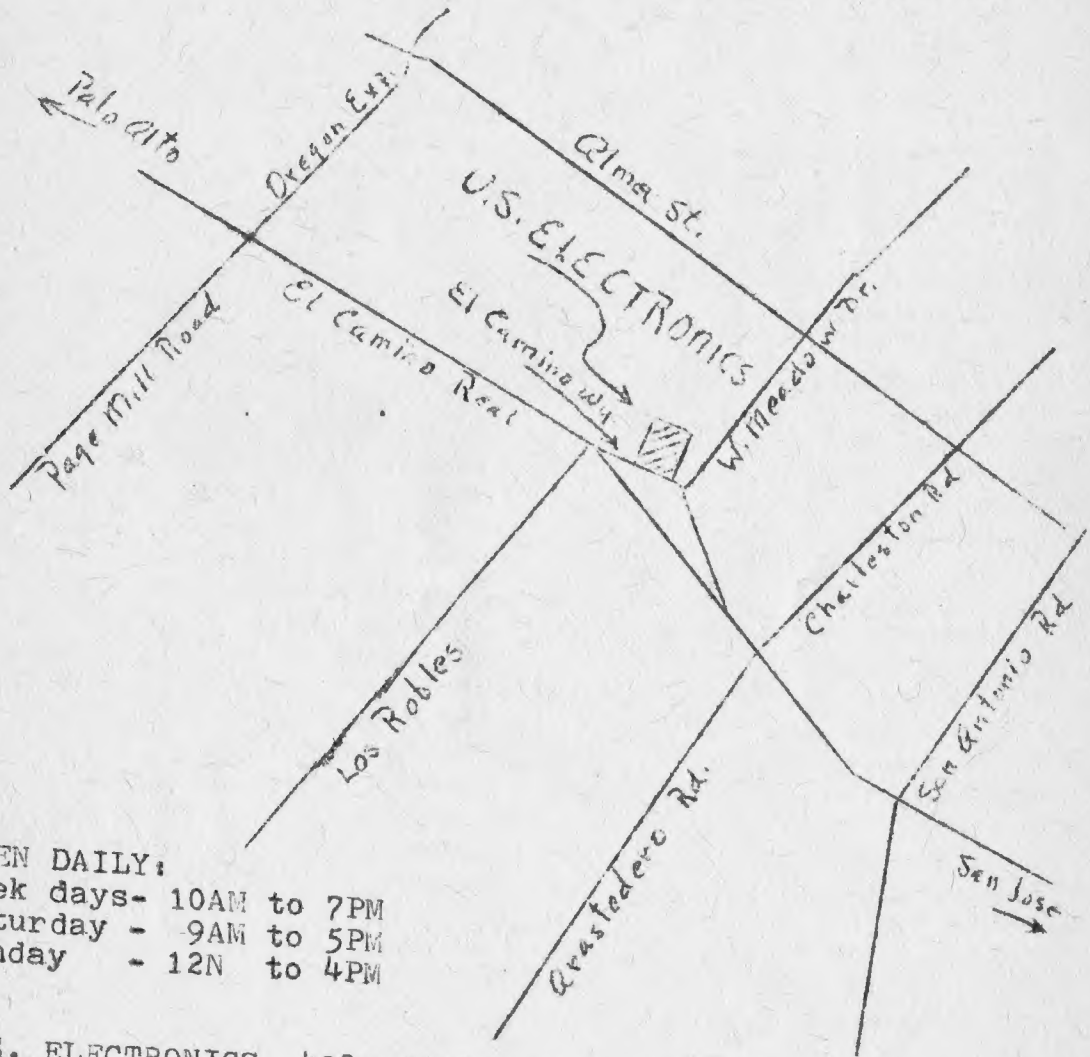 Palo Alto
Oregon Exp.
Alma St.
U.S. ELECTRONICS
El Camino Wy
El Camino Real
Page Mill Road
W. Meadow Dr.
Charleston Rd
San Antonio Rd
Los Robles
Arastadero Rd.
San Jose
EN DAILY:
ek days- 10AM to 7PM
turday - 9AM to 5PM
nday - 12N to 4PM
ELECTRONICS